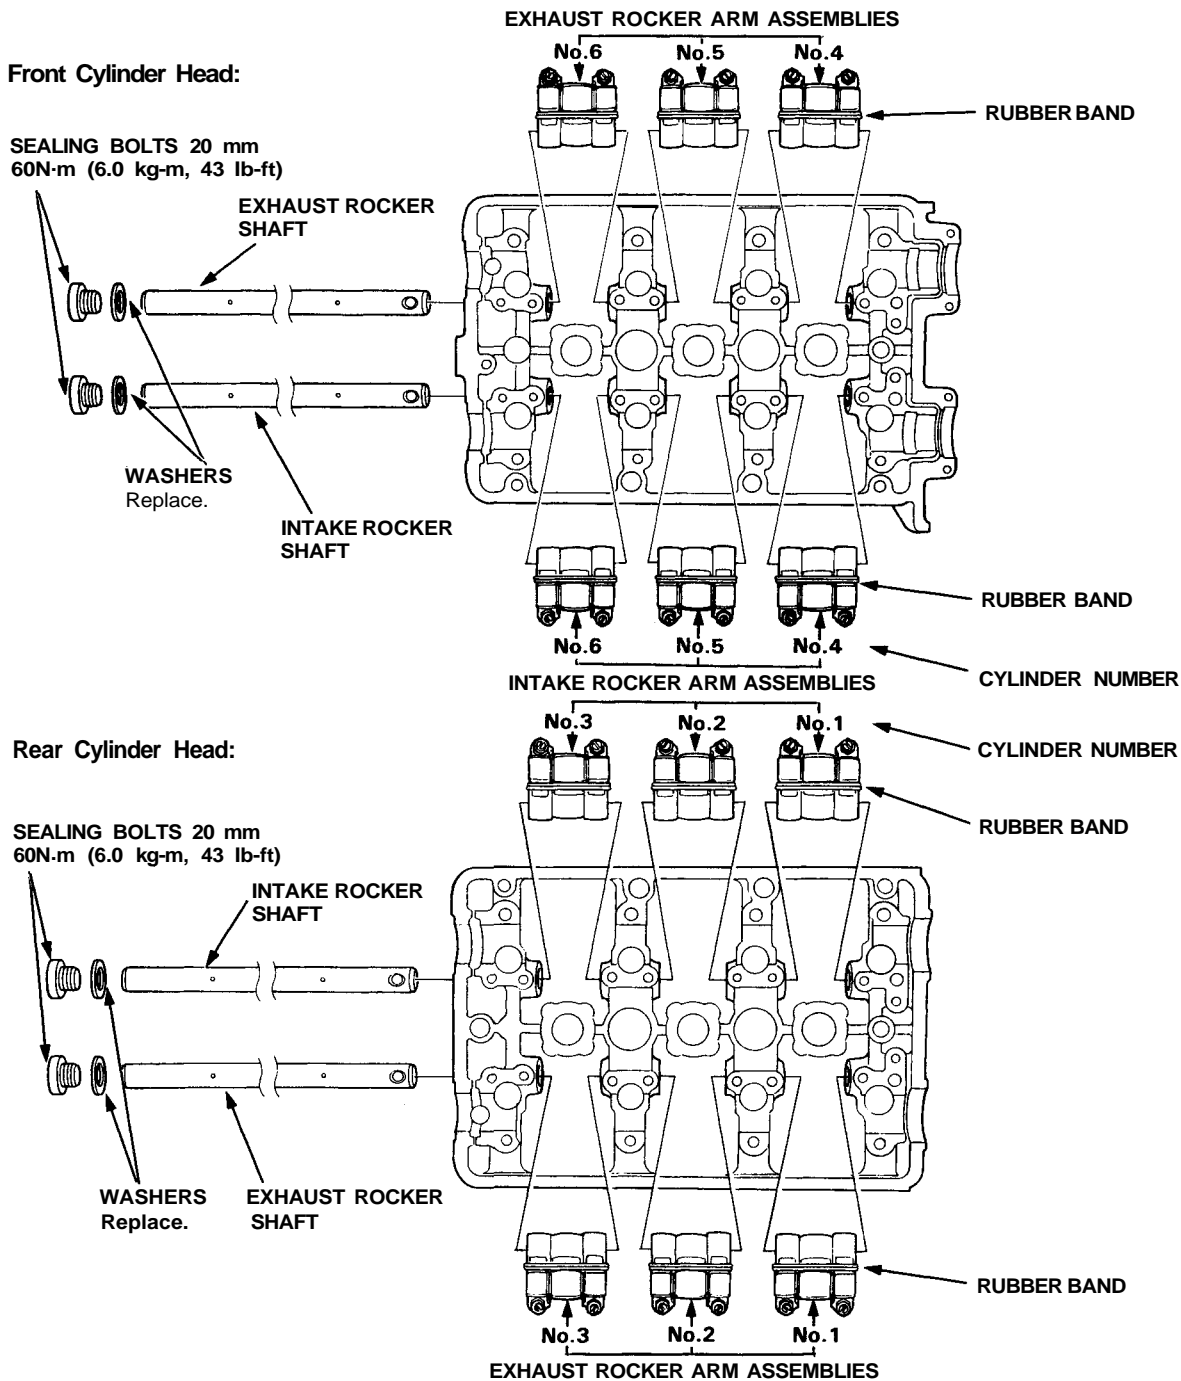 EXHAUST ROCKER ARM ASSEMBLIES
No.6 No.5 No.4
Front Cylinder Head:
RUBBER BAND
SEALING BOLTS 20 mm
60N·m (6.0 kg-m, 43 lb-ft)
EXHAUST ROCKER
SHAFT
WASHERS
Replace.
INTAKE ROCKER
SHAFT
RUBBER BAND
No.6 No.5 No.4
CYLINDER NUMBER
INTAKE ROCKER ARM ASSEMBLIES
No.3 No.2 No.1
CYLINDER NUMBER
Rear Cylinder Head:
RUBBER BAND
SEALING BOLTS 20 mm
60N·m (6.0 kg-m, 43 lb-ft)
INTAKE ROCKER
SHAFT
WASHERS
Replace.
EXHAUST ROCKER
SHAFT
RUBBER BAND
No.3 No.2 No.1
EXHAUST ROCKER ARM ASSEMBLIES